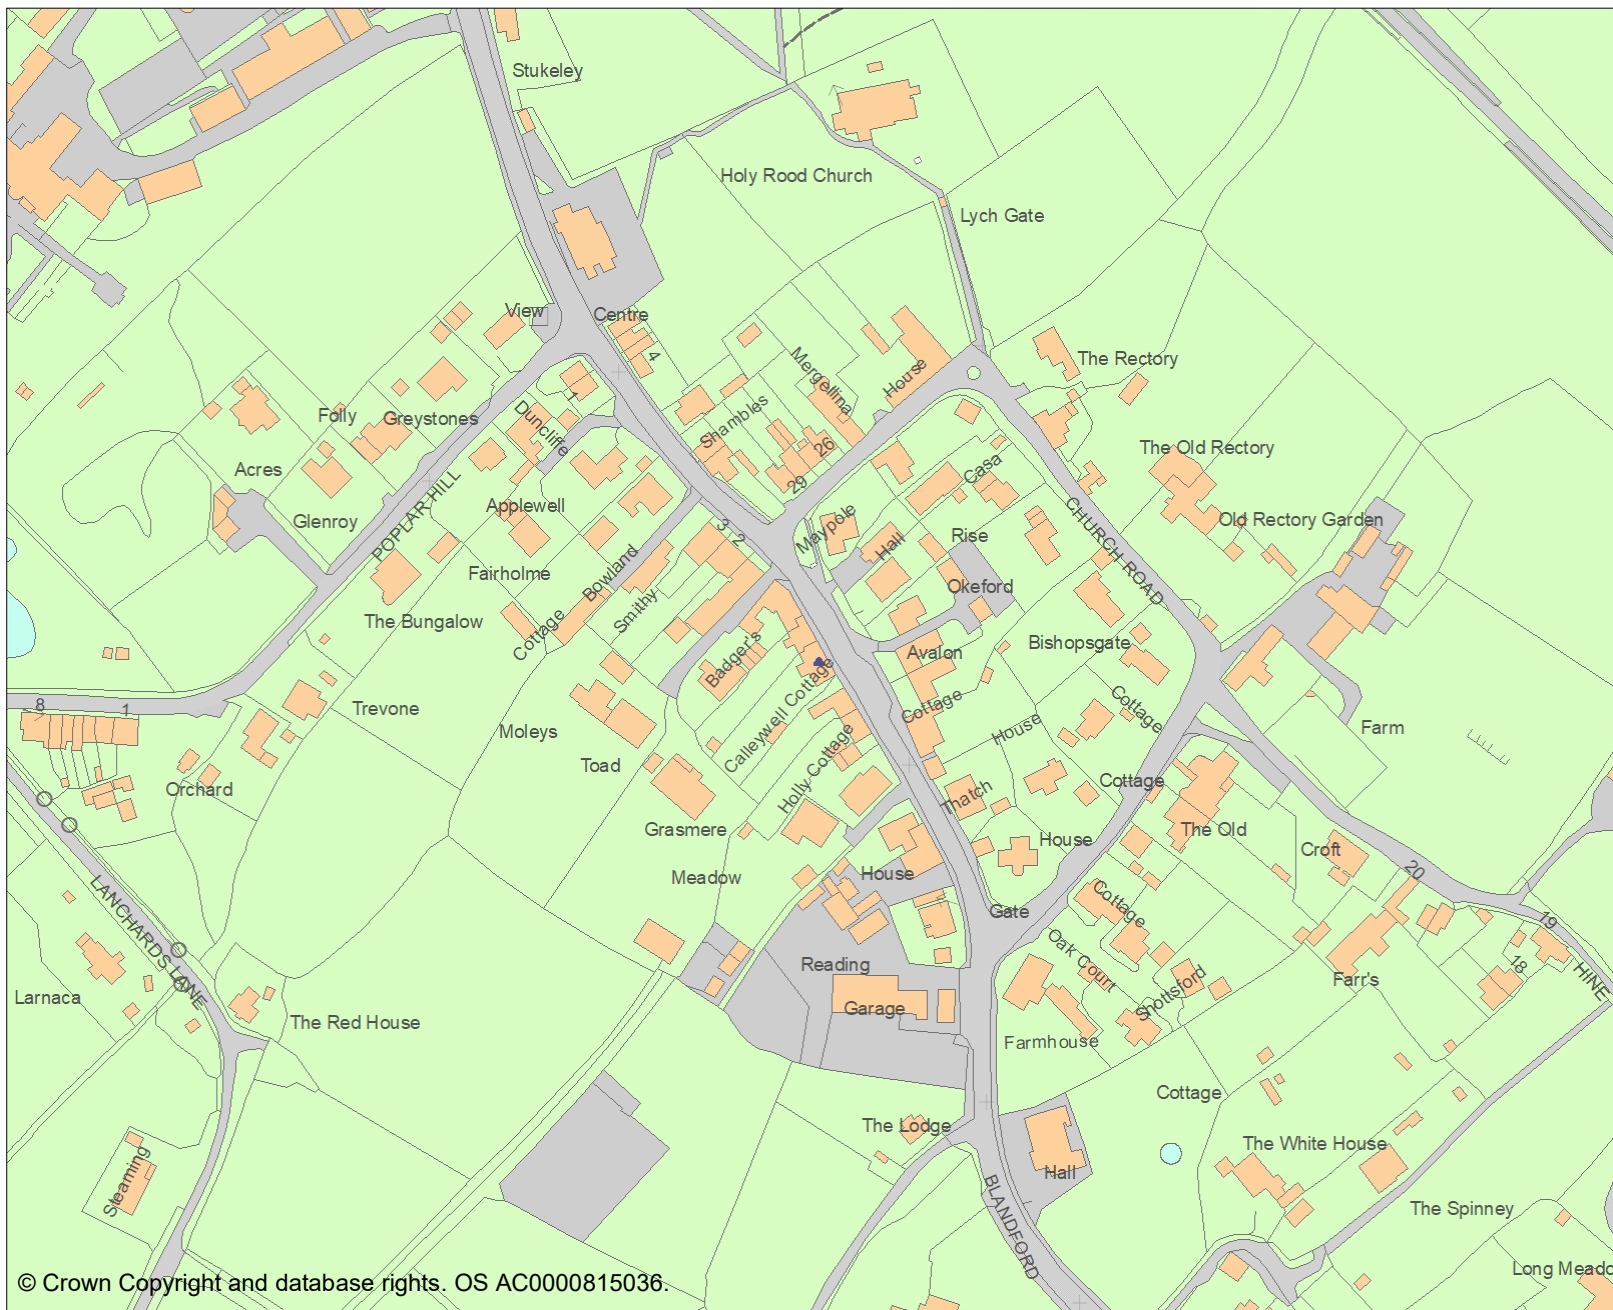 Stukeley
Holy Rood Church
Lych Gate
View
Centre
4
Mergellina
House
The Rectory
1
Duncliffe
Folly
Greystones
Shambles
26
29
Casa
The Old Rectory
Acres
POPLAR HILL
Applewell
Glenroy
3
2
Maypole
Hall
Rise
CHURCH ROAD
Old Rectory Garden
Fairholme
Bowland
Okeford
The Bungalow
Cottage
Smithy
Badger's
Avalon
Bishopsgate
8
1
Trevone
Moleys
Calleywell Cottage
Cottage
House
Cottage
Farm
Toad
Holly Cottage
Orchard
Thatch
Cottage
Grasmere
House
The Old
Croft
Meadow
House
20
LANCHARDS LANE
Gate
Cottage
19
Reading
Oak Court
18
HINE
Larnaca
Garage
Shottsford
Farr's
The Red House
Farmhouse
Cottage
The Lodge
The White House
Steaming
Hall
BLANDFORD
The Spinney
Long Meado
© Crown Copyright and database rights. OS AC0000815036.